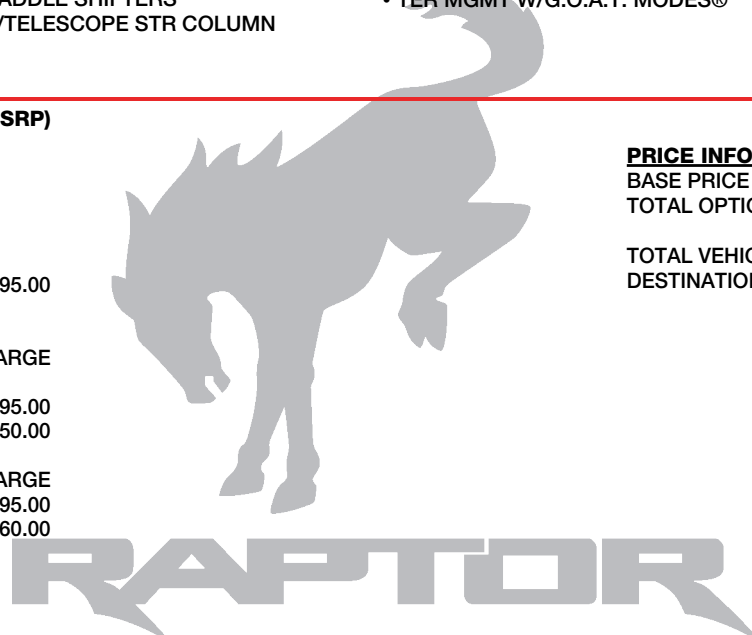 ADDLE SHIFTERS
/TELESCOPE STR COLUMN
• TER MGMT W/G.O.A.T. MODES®
SRP)
95.00
ARGE
95.00
50.00
ARGE
95.00
60.00
PRICE INFO
BASE PRICE
TOTAL OPTIO
TOTAL VEHIC
DESTINATION
RAPTOR